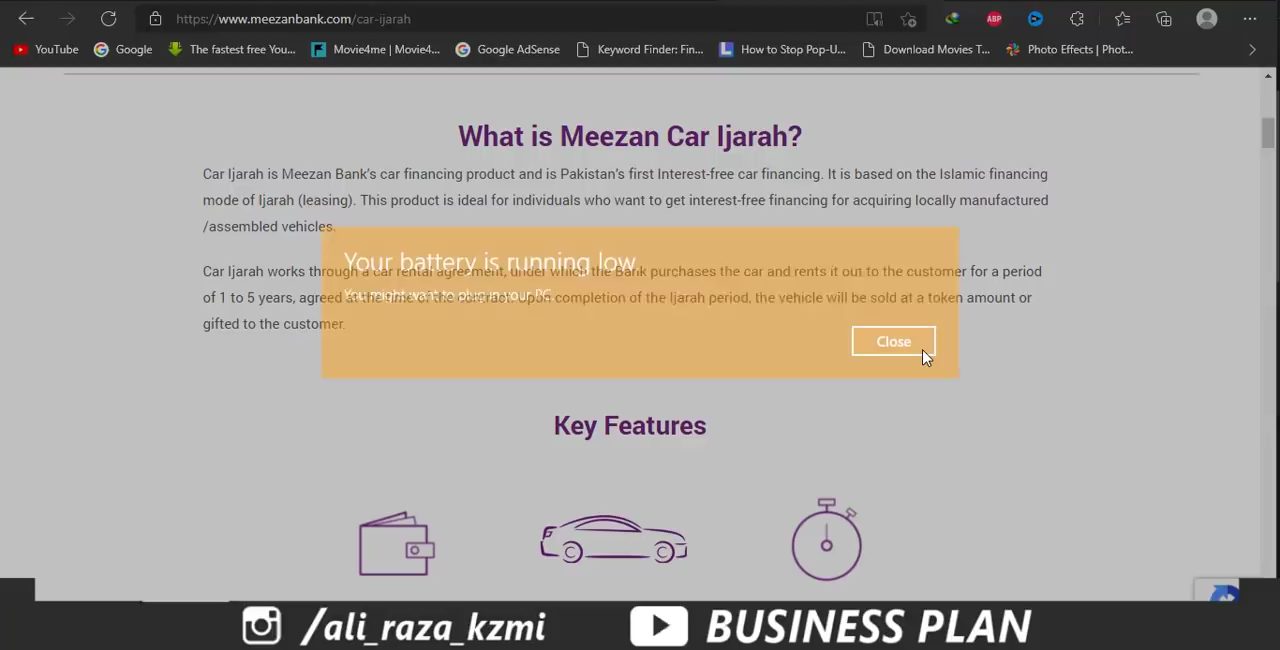 https://www.meezanbank.com/car-ijarah
ABP
YouTube
Google
The fastest free You...
Movie4me | Movie4...
Google AdSense
Keyword Finder: Fin...
How to Stop Pop-U...
Download Movies T...
Photo Effects | Phot...
What is Meezan Car Ijarah?
Car Ijarah is Meezan Bank's car financing product and is Pakistan's first Interest-free car financing. It is based on the Islamic financing
mode of Ijarah (leasing). This product is ideal for individuals who want to get interest-free financing for acquiring locally manufactured
/assembled vehicles.
Your battery is running low.
Car Ijarah works through a car rental agreement, under which the Bank purchases the car and rents it out to the customer for a period
You might want to plug in your PC.
of 1 to 5 years, agreed at the time of the contract. Upon completion of the Ijarah period, the vehicle will be sold at a token amount or
gifted to the customer.
Close
Key Features
/ali_raza_kzmi
BUSINESS PLAN